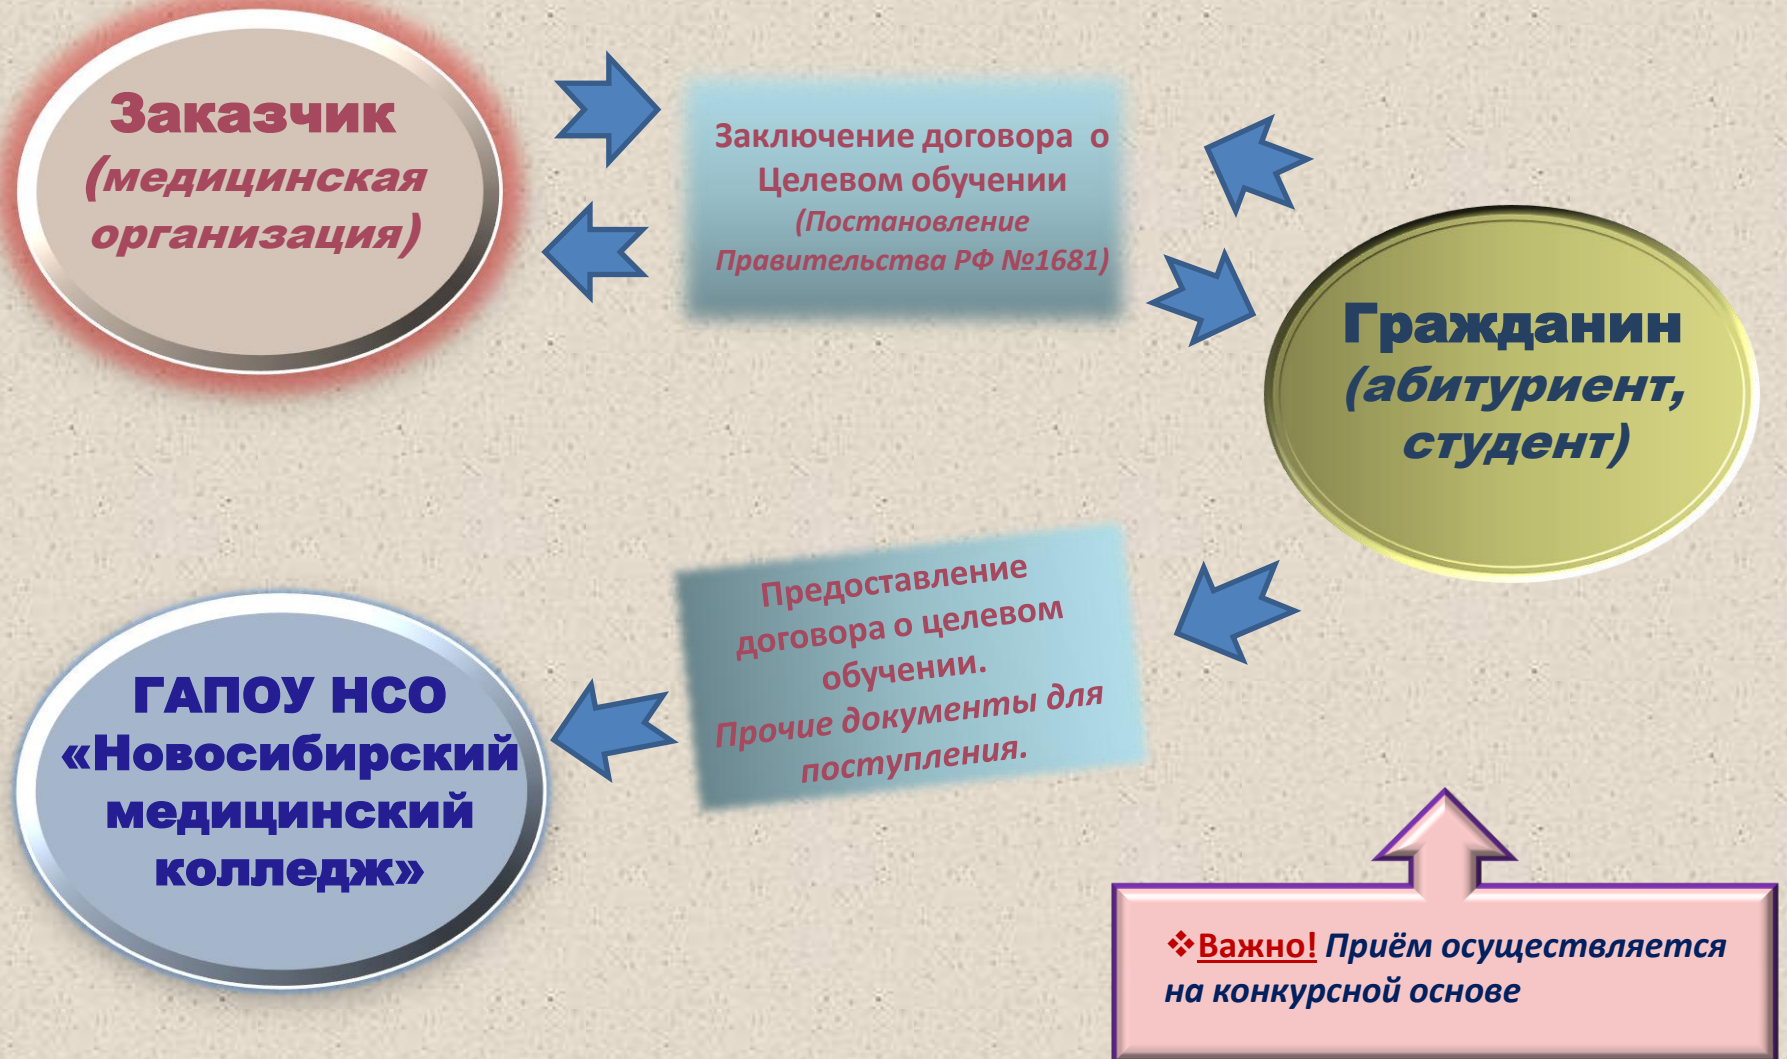 Заказчик
(медицинская
организация)
Заключение договора о
Целевом обучении
(Постановление
Правительства РФ №1681)
Гражданин
(абитуриент,
студент)
Предоставление
договора о целевом
обучении.
Прочие документы для
поступления.
ГАПОУ НСО
«Новосибирский
медицинский
колледж»
❖Важно! Приём осуществляется
на конкурсной основе